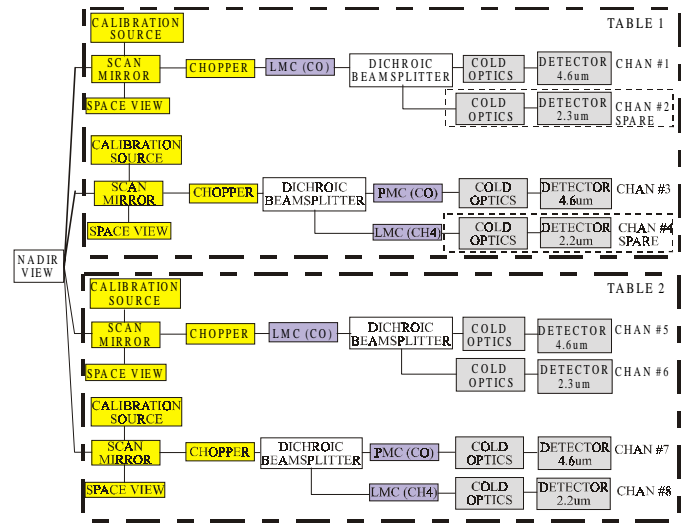 CALIBRATION
SOURCE
TABLE 1
SCAN
MIRROR
CHOPPER
LMC (CO)
DICHROIC
BEAMSPLITTER
COLD
OPTICS
DETECTOR
4.6um
CHAN #1
SPACE VIEW
COLD
OPTICS
DETECTOR
2.3um
CHAN #2
SPARE
CALIBRATION
SOURCE
SCAN
MIRROR
CHOPPER
DICHROIC
BEAMSPLITTER
PMC (CO)
COLD
OPTICS
DETECTOR
4.6um
CHAN #3
SPACE VIEW
LMC (CH4)
COLD
OPTICS
DETECTOR
2.2um
CHAN #4
SPARE
NADIR
VIEW
CALIBRATION
SOURCE
TABLE 2
SCAN
MIRROR
CHOPPER
LMC (CO)
DICHROIC
BEAMSPLITTER
COLD
OPTICS
DETECTOR
4.6um
CHAN #5
SPACE VIEW
COLD
OPTICS
DETECTOR
2.3um
CHAN #6
CALIBRATION
SOURCE
SCAN
MIRROR
CHOPPER
DICHROIC
BEAMSPLITTER
PMC (CO)
COLD
OPTICS
DETECTOR
4.6um
CHAN #7
SPACE VIEW
LMC (CH4)
COLD
OPTICS
DETECTOR
2.2um
CHAN #8